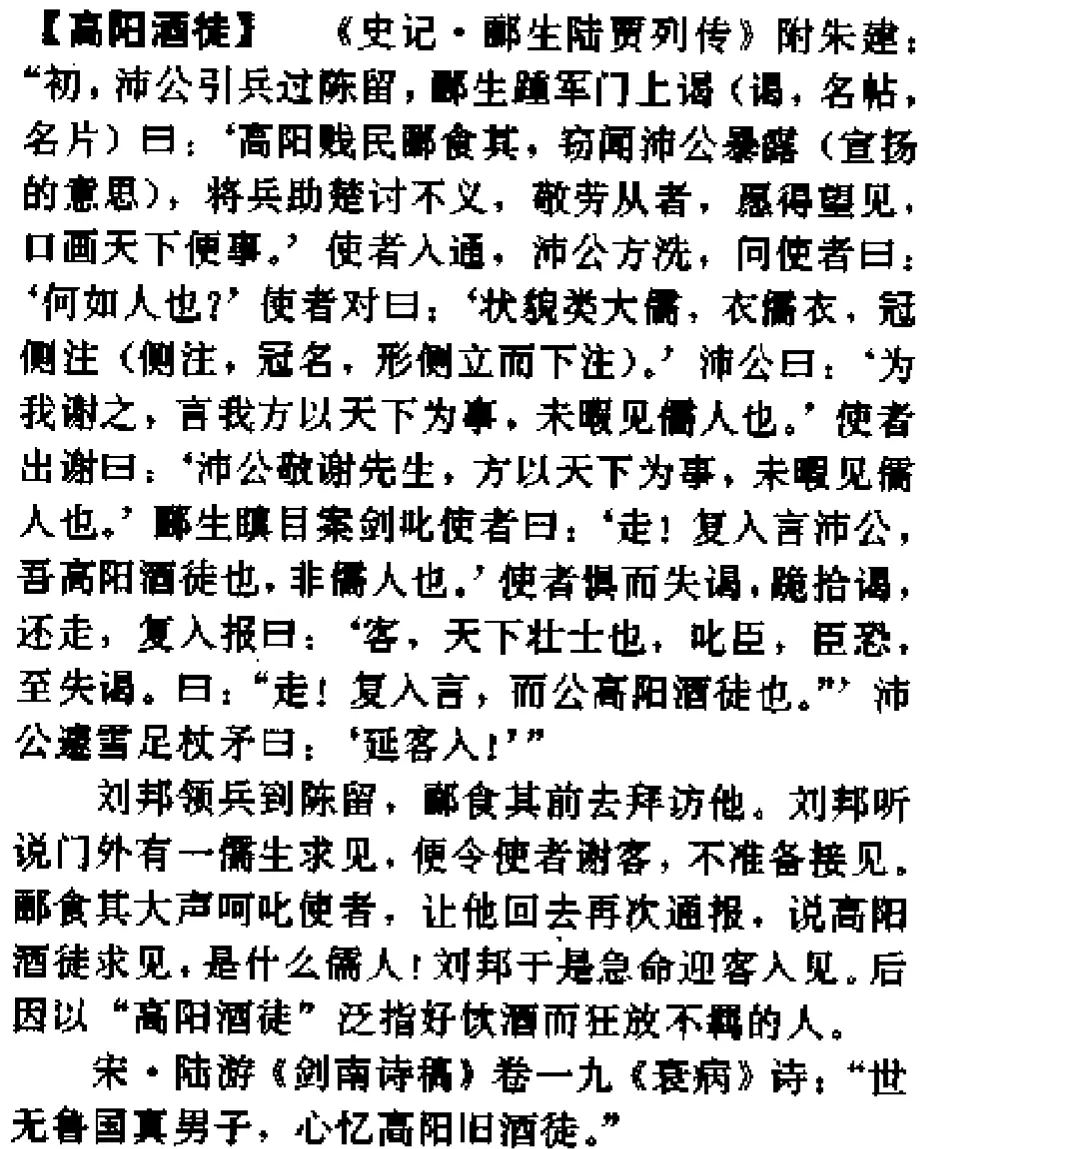 【高阳酒徒】 《史记·郦生陆贾列传》附朱建：
“初，沛公引兵过陈留，郦生踵军门上谒（谒，名帖，
名片）曰：‘高阳贱民郦食其，窃闻沛公暴露（宣扬
的意思），将兵助楚讨不义，敬劳从者，愿得望见，
口画天下便事。’使者入通，沛公方洗，问使者曰：
‘何如人也？’使者对曰：‘状貌类大儒，衣儒衣，冠
侧注（侧注，冠名，形侧立而下注）。’沛公曰：‘为
我谢之，言我方以天下为事，未暇见儒人也。’使者
出谢曰：‘沛公敬谢先生，方以天下为事，未暇见儒
人也。’郦生瞋目案剑叱使者曰：‘走！复入言沛公，
吾高阳酒徒也，非儒人也。’使者惧而失谒，跪拾谒，
还走，复入报曰：‘客，天下壮士也，叱臣，臣恐，
至失谒。曰：“走！复入言，而公高阳酒徒也。”’沛
公遽雪足杖矛曰：‘延客入！’”
刘邦领兵到陈留，郦食其前去拜访他。刘邦听
说门外有一儒生求见，便令使者谢客，不准备接见。
郦食其大声呵叱使者，让他回去再次通报，说高阳
酒徒求见，是什么儒人！刘邦于是急命迎客入见。后
因以“高阳酒徒”泛指好饮酒而狂放不羁的人。
宋·陆游《剑南诗稿》卷一九《衰病》诗：“世
无鲁国真男子，心忆高阳旧酒徒。”